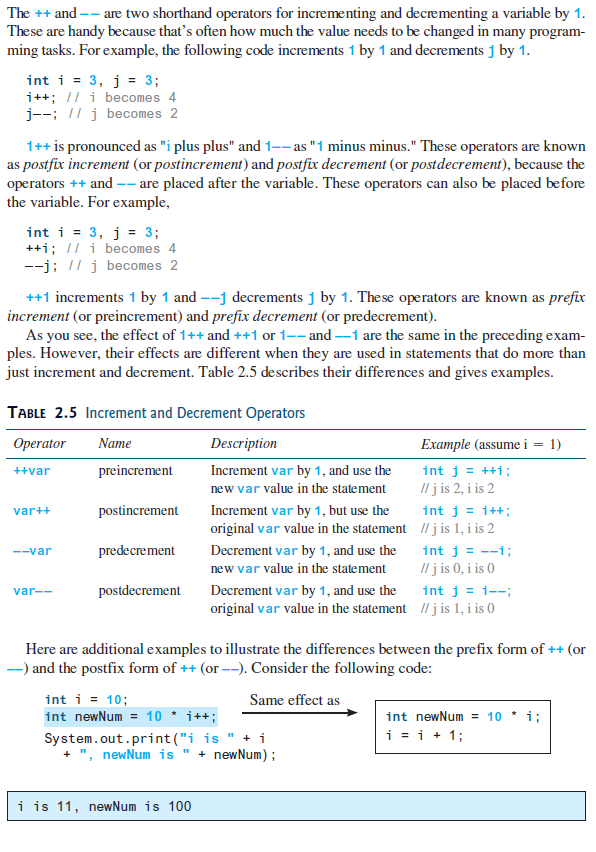 The ++ and –– are two shorthand operators for incrementing and decrementing a variable by 1.
These are handy because that's often how much the value needs to be changed in many program-
ming tasks. For example, the following code increments 1 by 1 and decrements j by 1.
int i = 3, j = 3;
i++; // i becomes 4
j––; // j becomes 2
1++ is pronounced as "i plus plus" and 1–– as "1 minus minus." These operators are known
as postfix increment (or postincrement) and postfix decrement (or postdecrement), because the
operators ++ and –– are placed after the variable. These operators can also be placed before
the variable. For example,
int i = 3, j = 3;
++i; // i becomes 4
––j; // j becomes 2
++1 increments 1 by 1 and ––j decrements j by 1. These operators are known as prefix
increment (or preincrement) and prefix decrement (or predecrement).
As you see, the effect of 1++ and ++1 or 1–– and ––1 are the same in the preceding exam-
ples. However, their effects are different when they are used in statements that do more than
just increment and decrement. Table 2.5 describes their differences and gives examples.
TABLE 2.5 Increment and Decrement Operators
Operator Name Description Example (assume i = 1)
++var preincrement Increment var by 1, and use the int j = ++i;
new var value in the statement // j is 2, i is 2
var++ postincrement Increment var by 1, but use the int j = i++;
original var value in the statement // j is 1, i is 2
––var predecrement Decrement var by 1, and use the int j = ––i;
new var value in the statement // j is 0, i is 0
var–– postdecrement Decrement var by 1, and use the int j = i––;
original var value in the statement // j is 1, i is 0
Here are additional examples to illustrate the differences between the prefix form of ++ (or
––) and the postfix form of ++ (or ––). Consider the following code:
int i = 10;
int newNum = 10 * i++;
System.out.print("i is " + i
+ ", newNum is " + newNum);
Same effect as
int newNum = 10 * i;
i = i + 1;
i is 11, newNum is 100